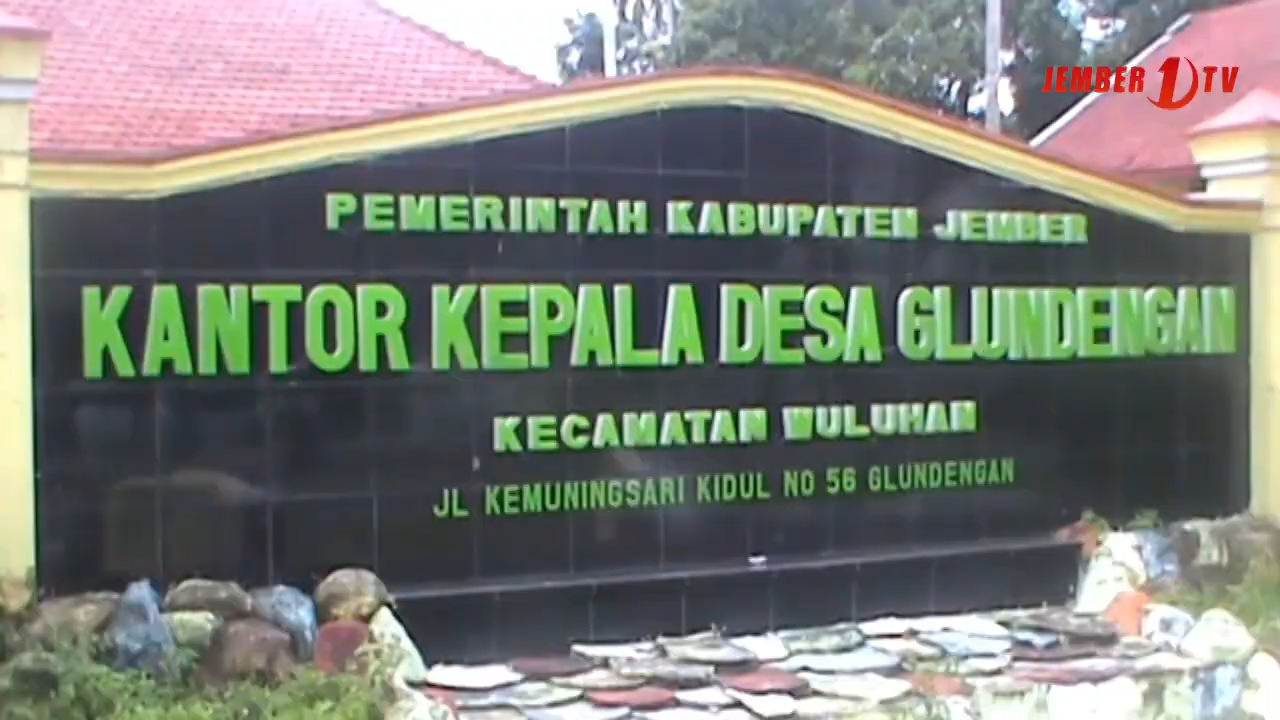 JEMBER 1 TV
PEMERINTAH KABUPATEN JEMBER
KANTOR KEPALA DESA GLUNDENGAN
KECAMATAN WULUHAN
JL KEMUNINGSARI KIDUL NO 56 GLUNDENGAN